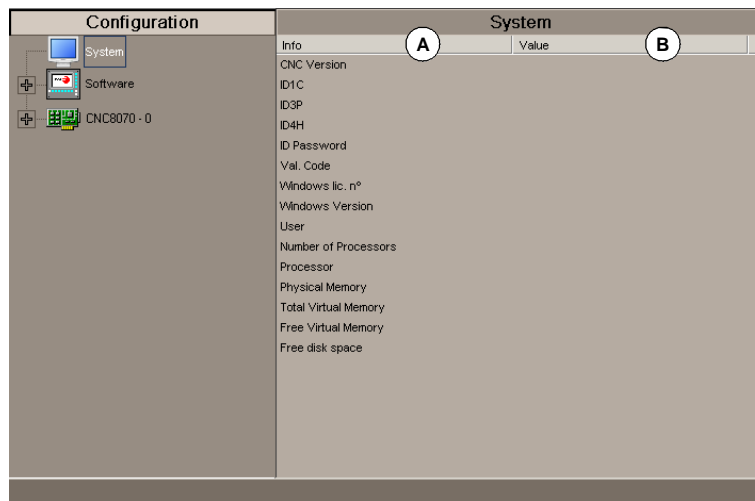 Configuration
System
System
Software
CNC8070 - 0
Info A Value B
CNC Version
ID1C
ID3P
ID4H
ID Password
Val. Code
Windows lic. nº
Windows Version
User
Number of Processors
Processor
Physical Memory
Total Virtual Memory
Free Virtual Memory
Free disk space